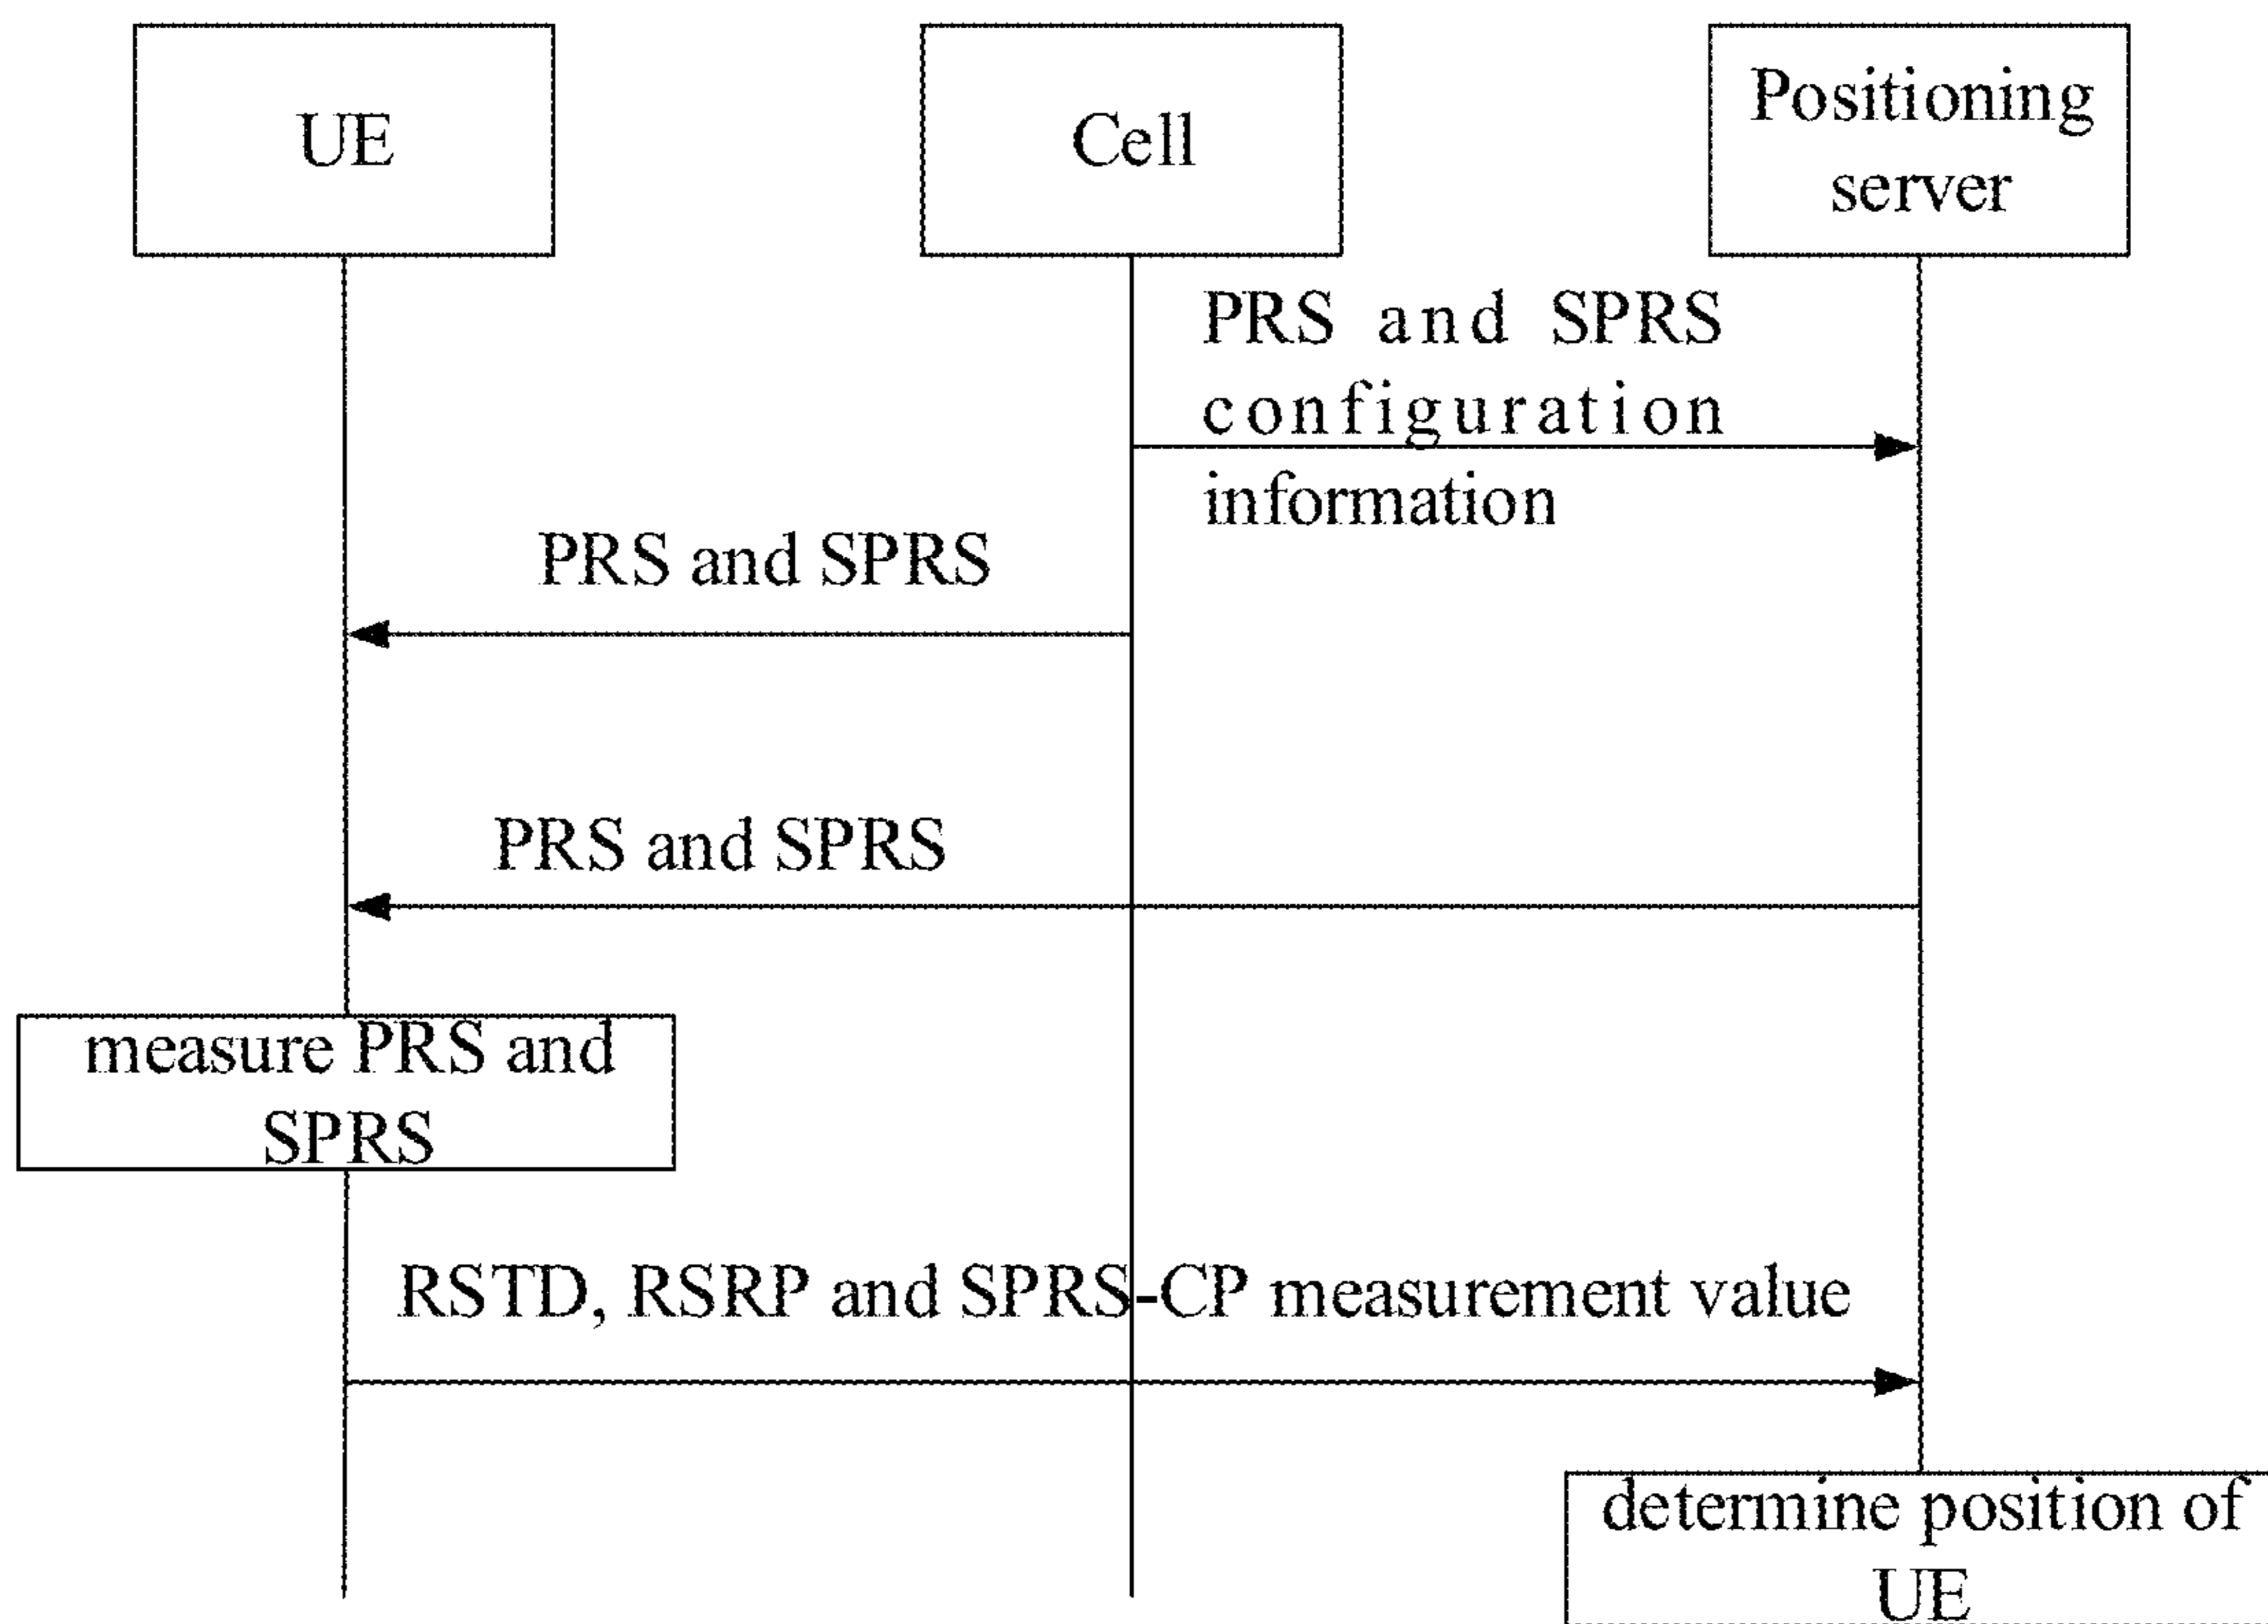 UE
Cell
Positioning
server
PRS and SPRS
configuration
information
PRS and SPRS
PRS and SPRS
measure PRS and
SPRS
RSTD, RSRP and SPRS-CP measurement value
determine position of
UE